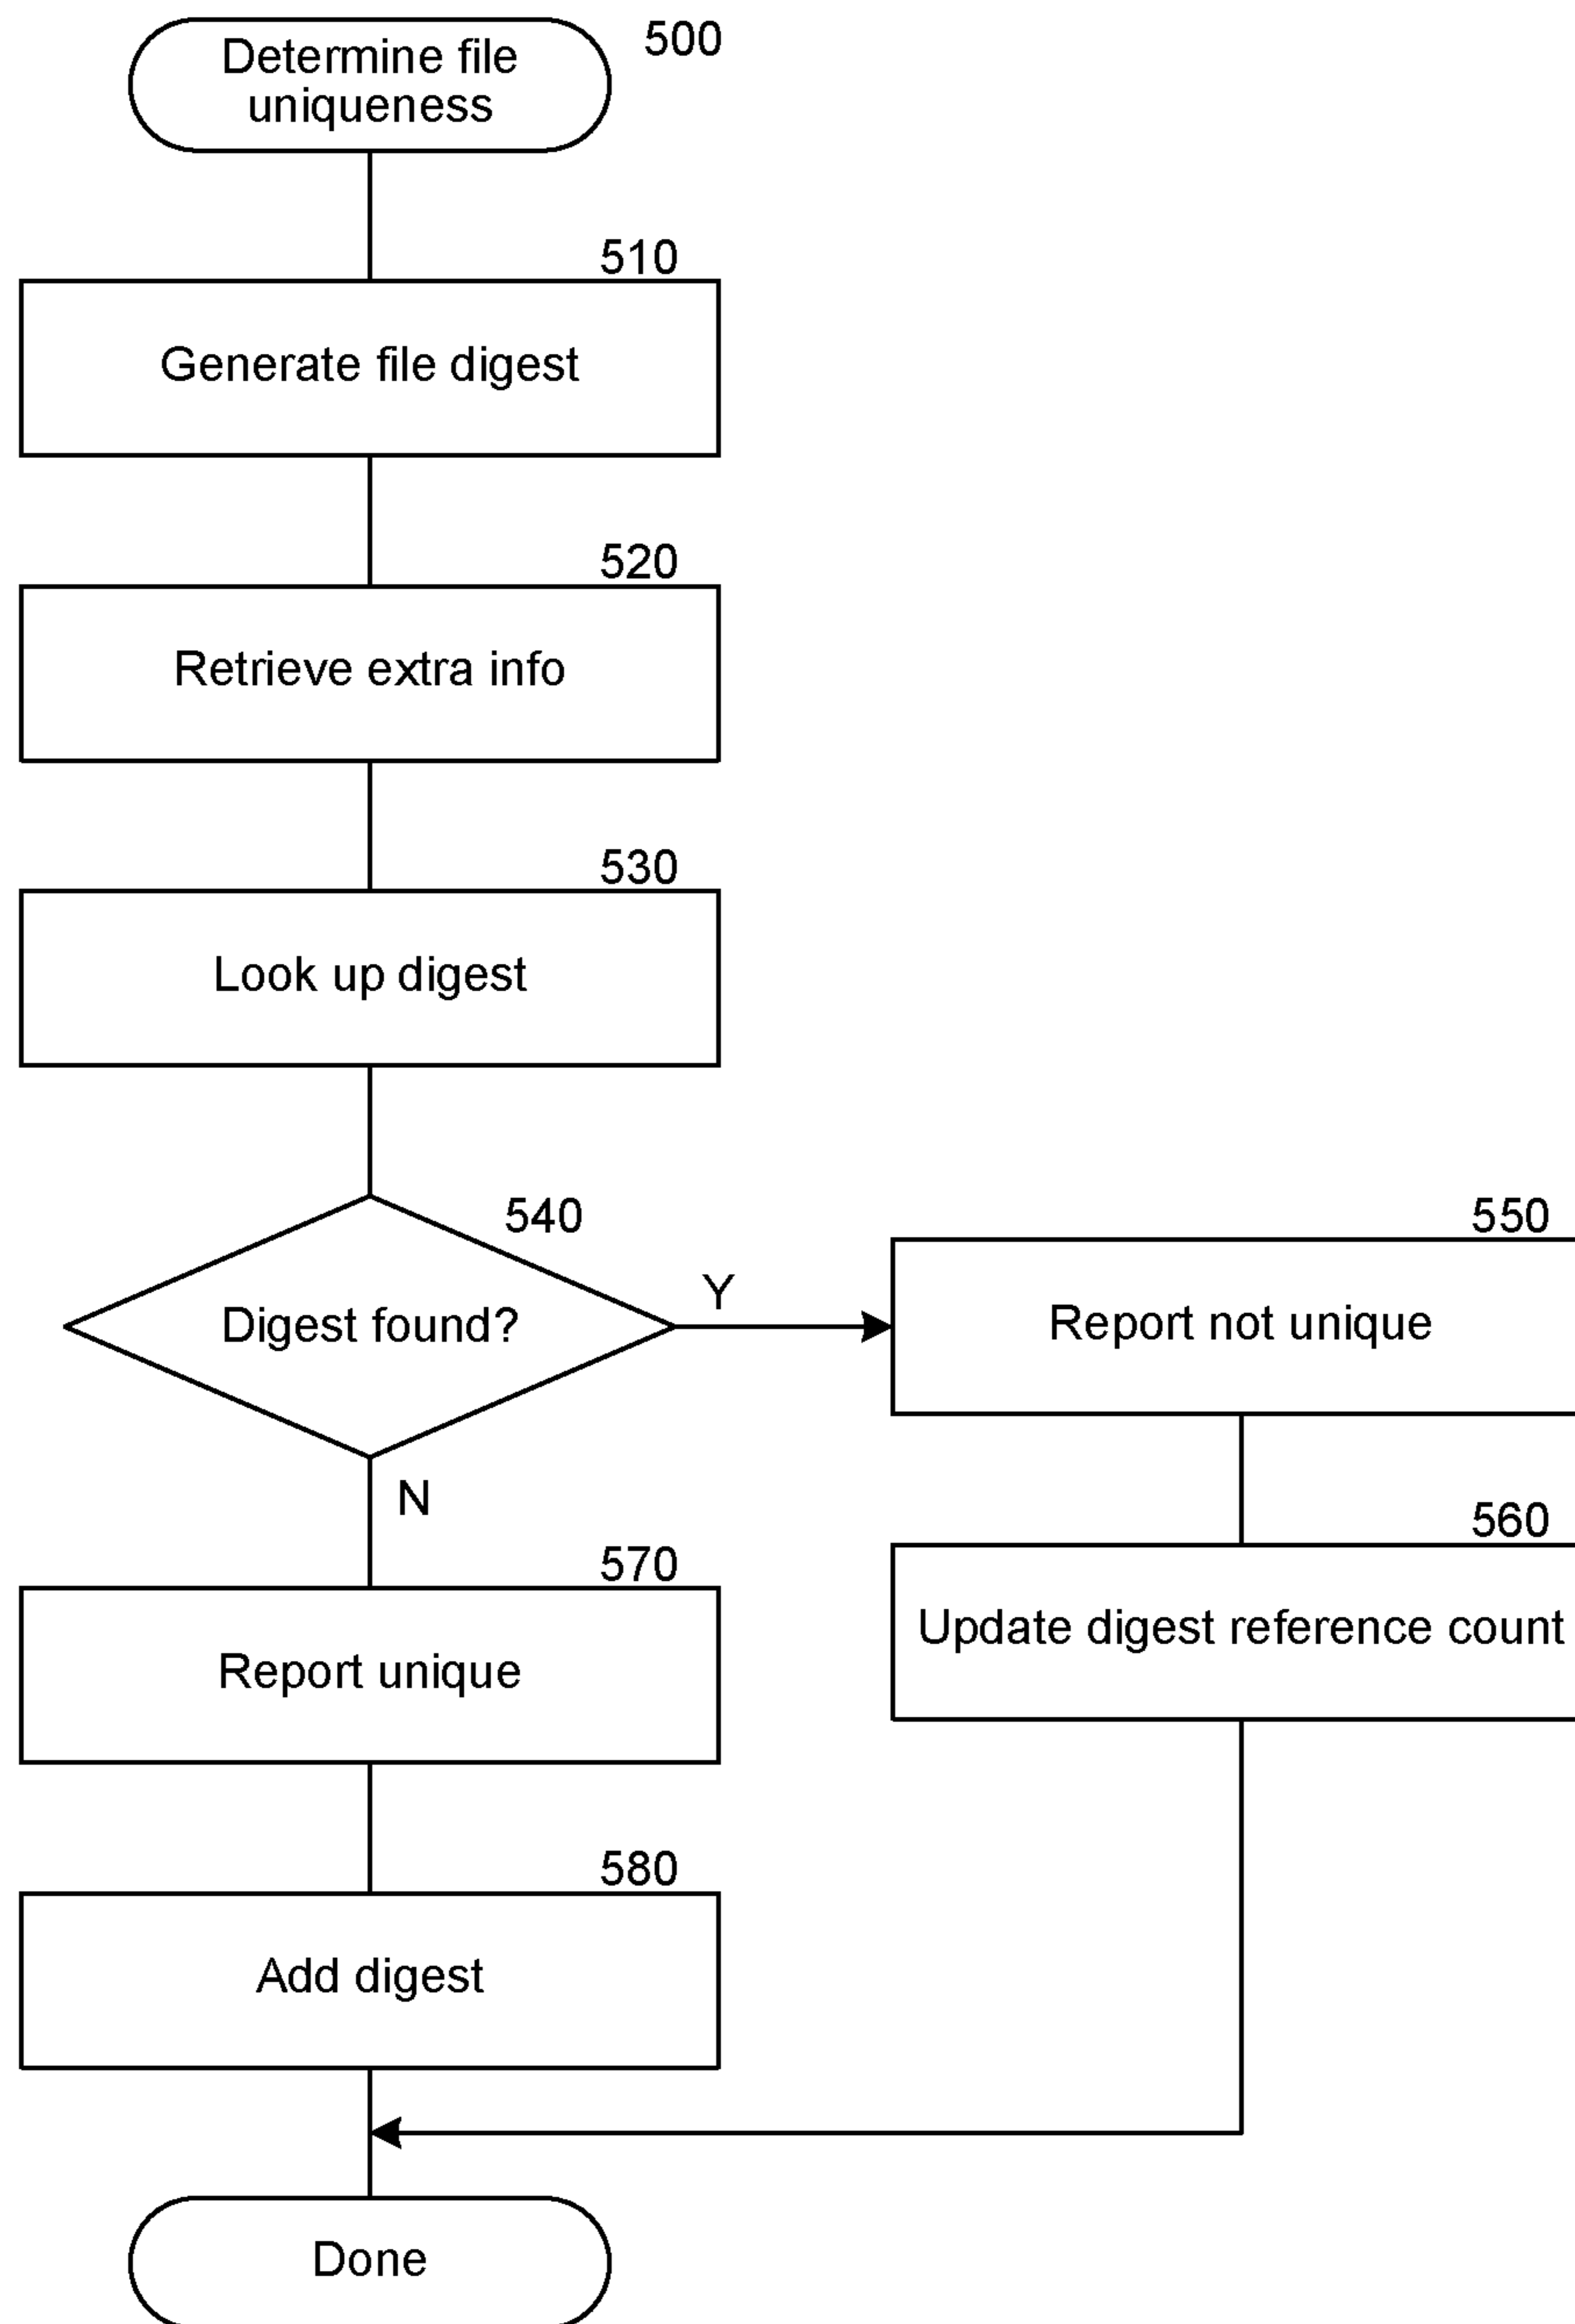 Determine file
uniqueness
500
510
Generate file digest
520
Retrieve extra info
530
Look up digest
540
Digest found?
Y
550
Report not unique
N
560
Update digest reference count
570
Report unique
580
Add digest
Done